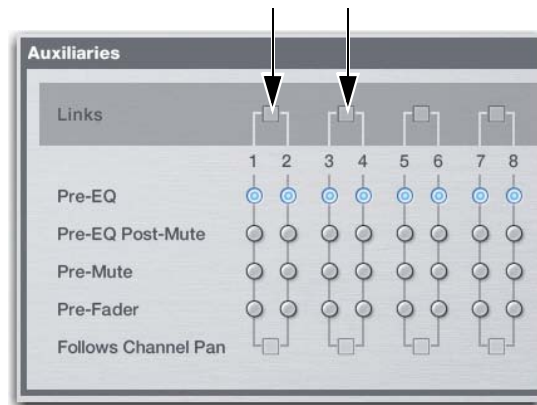 Auxiliaries
Links
1 2 3 4 5 6 7 8
Pre-EQ
Pre-EQ Post-Mute
Pre-Mute
Pre-Fader
Follows Channel Pan